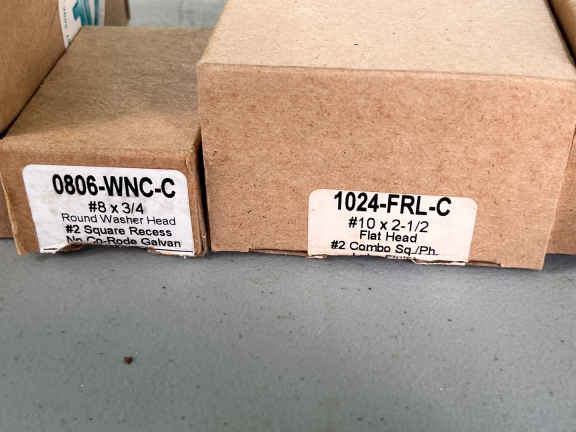 0806-WNC-C
#8 x 3/4
Round Washer Head
#2 Square Recess
No Co-Rode Galvan
1024-FRL-C
#10 x 2-1/2
Flat Head
#2 Combo Sq./Ph.